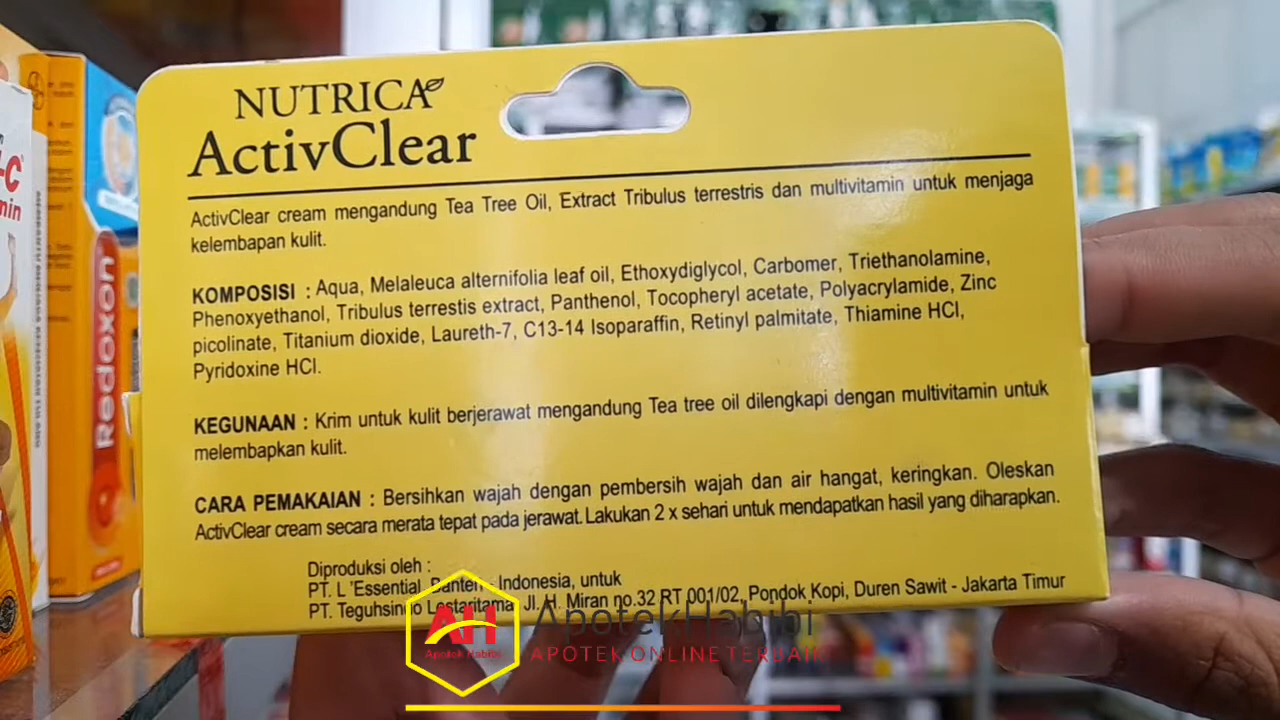 NUTRICA
ActivClear
ActivClear cream mengandung Tea Tree Oil, Extract Tribulus terrestris dan multivitamin untuk menjaga
kelembapan kulit.
KOMPOSISI : Aqua, Melaleuca alternifolia leaf oil, Ethoxydiglycol, Carbomer, Triethanolamine,
Phenoxyethanol, Tribulus terrestis extract, Panthenol, Tocopheryl acetate, Polyacrylamide, Zinc
picolinate, Titanium dioxide, Laureth-7, C13-14 Isoparaffin, Retinyl palmitate, Thiamine HCl,
Pyridoxine HCl.
KEGUNAAN : Krim untuk kulit berjerawat mengandung Tea tree oil dilengkapi dengan multivitamin untuk
melembapkan kulit.
CARA PEMAKAIAN : Bersihkan wajah dengan pembersih wajah dan air hangat, keringkan. Oleskan
ActivClear cream secara merata tepat pada jerawat. Lakukan 2 x sehari untuk mendapatkan hasil yang diharapkan.
Diproduksi oleh :
PT. L 'Essential, Banten - Indonesia, untuk
PT. Teguhsindo Lestaritama Jl. H. Miran no.32 RT 001/02, Pondok Kopi, Duren Sawit - Jakarta Timur
Redoxon
-C
min
AH
Apotek Habibi
ApotekHabibi
APOTEK ONLINE TERBAIK